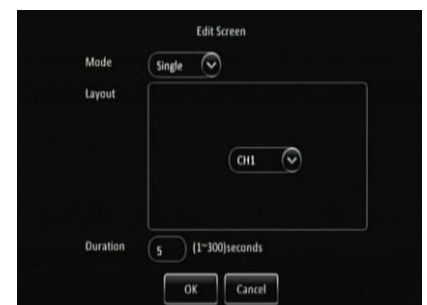 Edit Screen
Mode Single
Layout
CH1
Duration 5 (1~300)seconds
OK Cancel